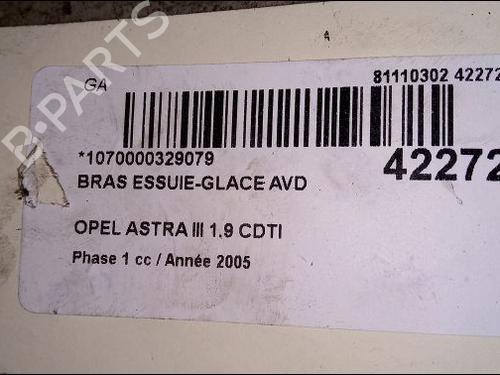 B-PARTS
GA
81110302 42272
*1070000329079
42272
BRAS ESSUIE-GLACE AVD
OPEL ASTRA III 1.9 CDTI
Phase 1 cc / Année 2005